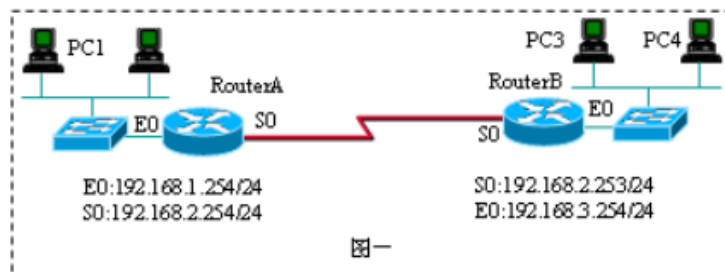 PC1
PC3
PC4
RouterA
RouterB
E0
S0
S0
E0
E0:192.168.1.254/24
S0:192.168.2.254/24
S0:192.168.2.253/24
E0:192.168.3.254/24
图一